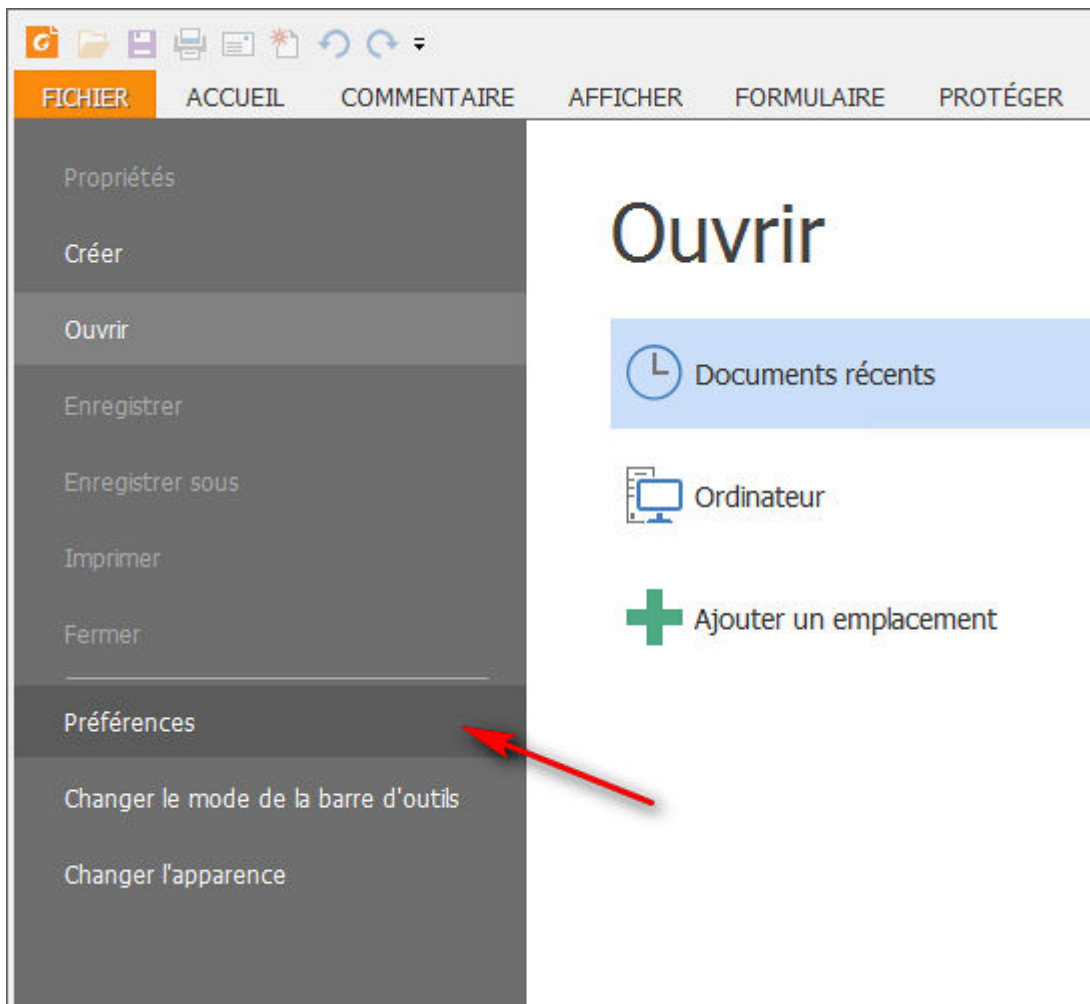 FICHIER ACCUEIL COMMENTAIRE AFFICHER FORMULAIRE PROTÉGER
Propriétés
Créer
Ouvrir
Enregistrer
Enregistrer sous
Imprimer
Fermer
Préférences
Changer le mode de la barre d'outils
Changer l'apparence
Ouvrir
Documents récents
Ordinateur
Ajouter un emplacement